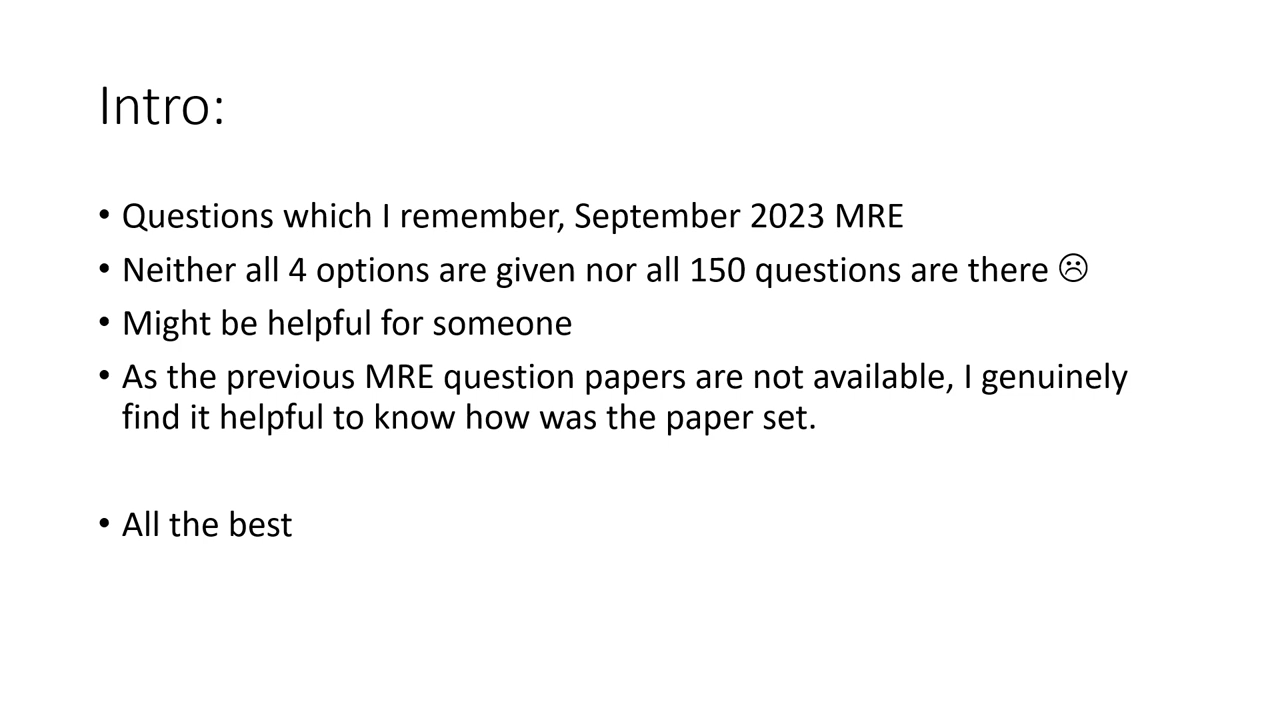 Intro:
• Questions which I remember, September 2023 MRE
• Neither all 4 options are given nor all 150 questions are there ☹
• Might be helpful for someone
• As the previous MRE question papers are not available, I genuinely
find it helpful to know how was the paper set.
• All the best